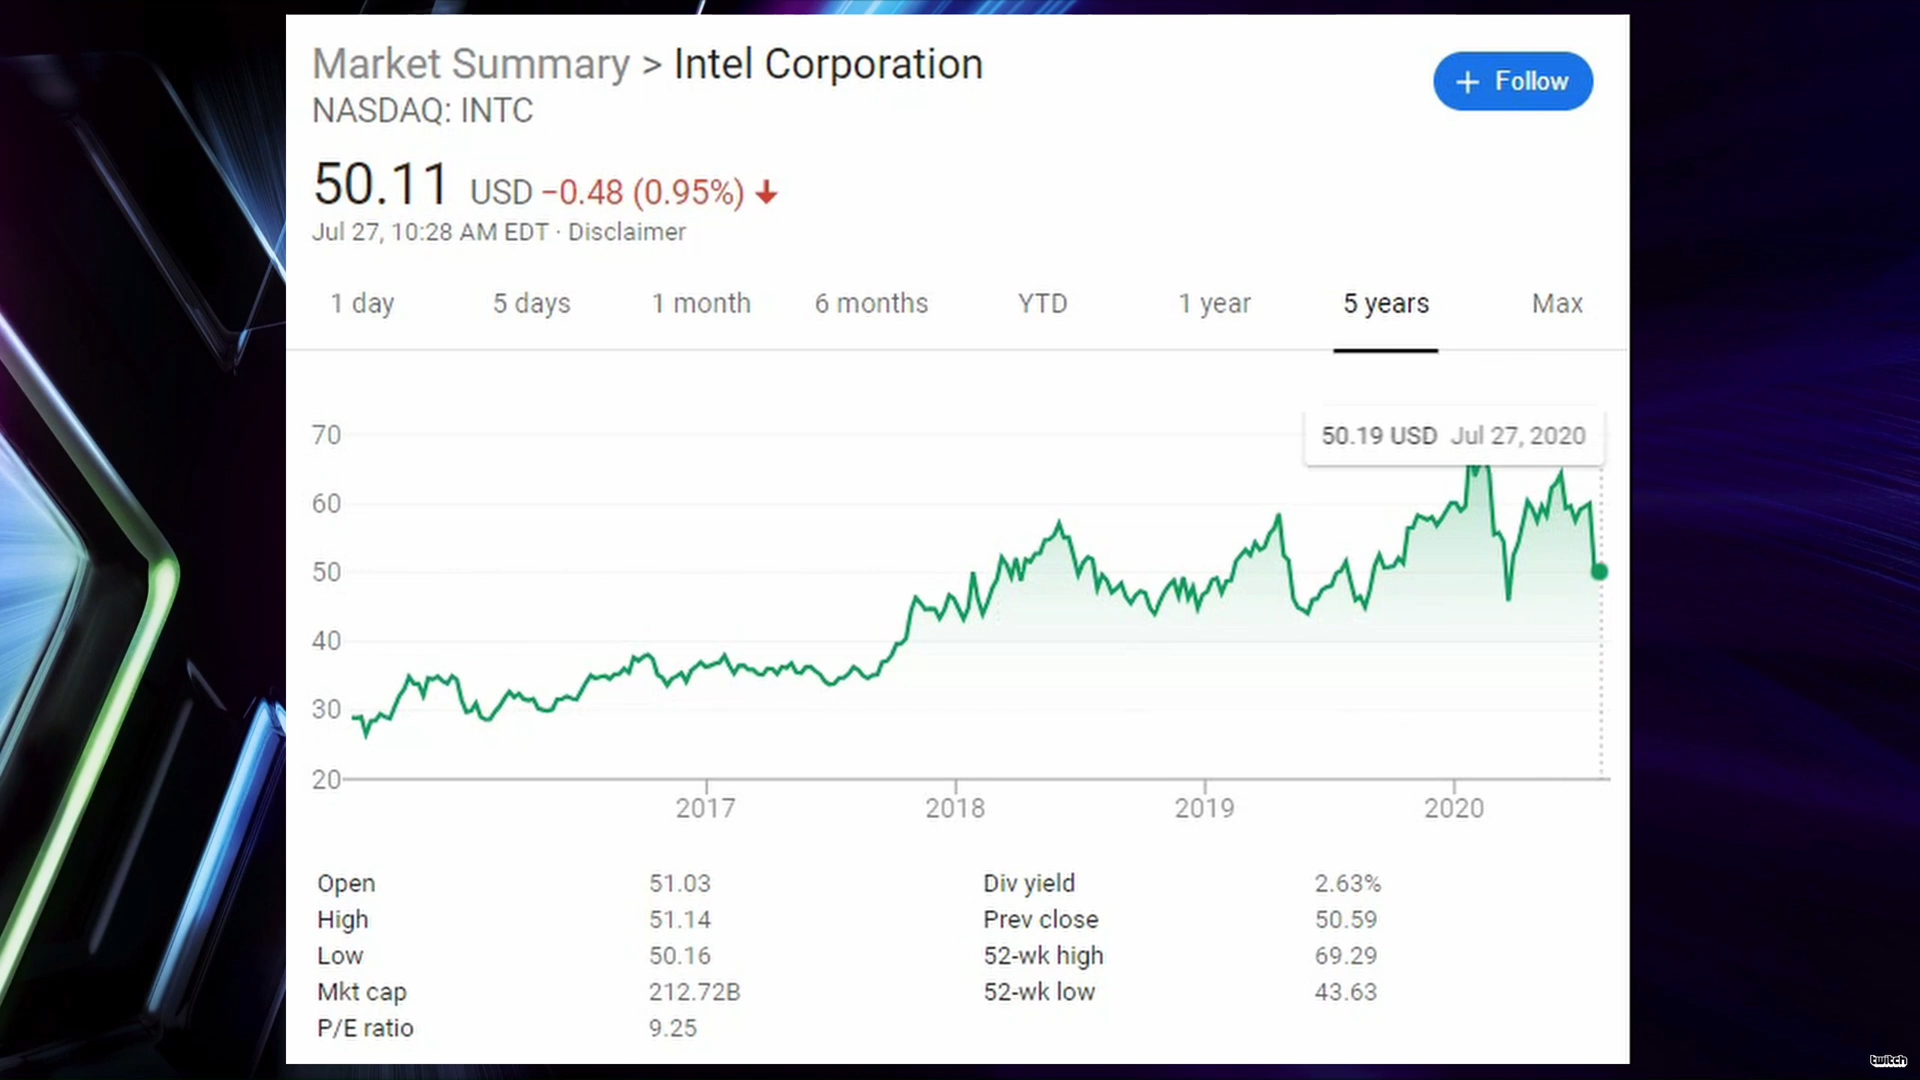 Market Summary > Intel Corporation
+ Follow
NASDAQ: INTC
50.11 USD −0.48 (0.95%)
Jul 27, 10:28 AM EDT · Disclaimer
1 day 5 days 1 month 6 months YTD 1 year 5 years Max
50.19 USD Jul 27, 2020
70
60
50
40
30
20
2017 2018 2019 2020
Open 51.03 Div yield 2.63%
High 51.14 Prev close 50.59
Low 50.16 52-wk high 69.29
Mkt cap 212.72B 52-wk low 43.63
P/E ratio 9.25
twitch